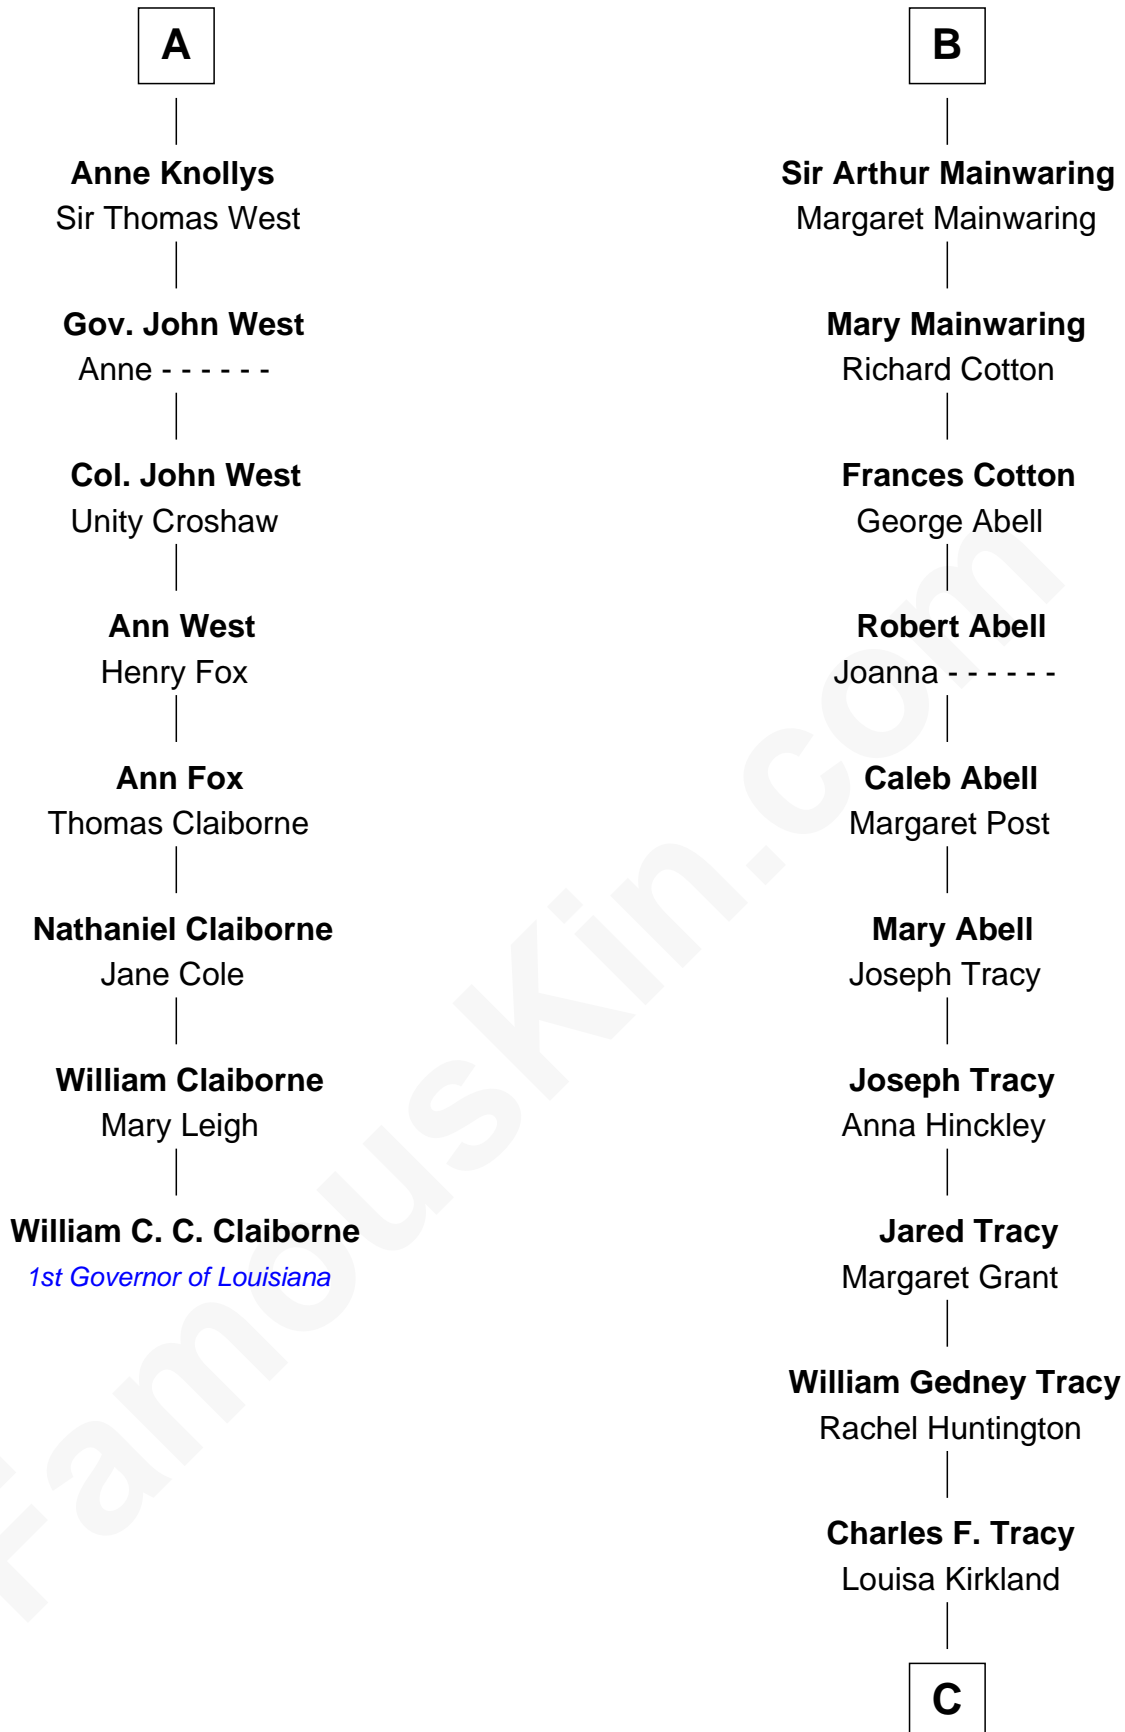 A
Anne Knollys
Sir Thomas West
Gov. John West
Anne - - - - - -
Col. John West
Unity Croshaw
Ann West
Henry Fox
Ann Fox
Thomas Claiborne
Nathaniel Claiborne
Jane Cole
William Claiborne
Mary Leigh
William C. C. Claiborne
1st Governor of Louisiana
B
Sir Arthur Mainwaring
Margaret Mainwaring
Mary Mainwaring
Richard Cotton
Frances Cotton
George Abell
Robert Abell
Joanna - - - - - -
Caleb Abell
Margaret Post
Mary Abell
Joseph Tracy
Joseph Tracy
Anna Hinckley
Jared Tracy
Margaret Grant
William Gedney Tracy
Rachel Huntington
Charles F. Tracy
Louisa Kirkland
C
FamousKin.com